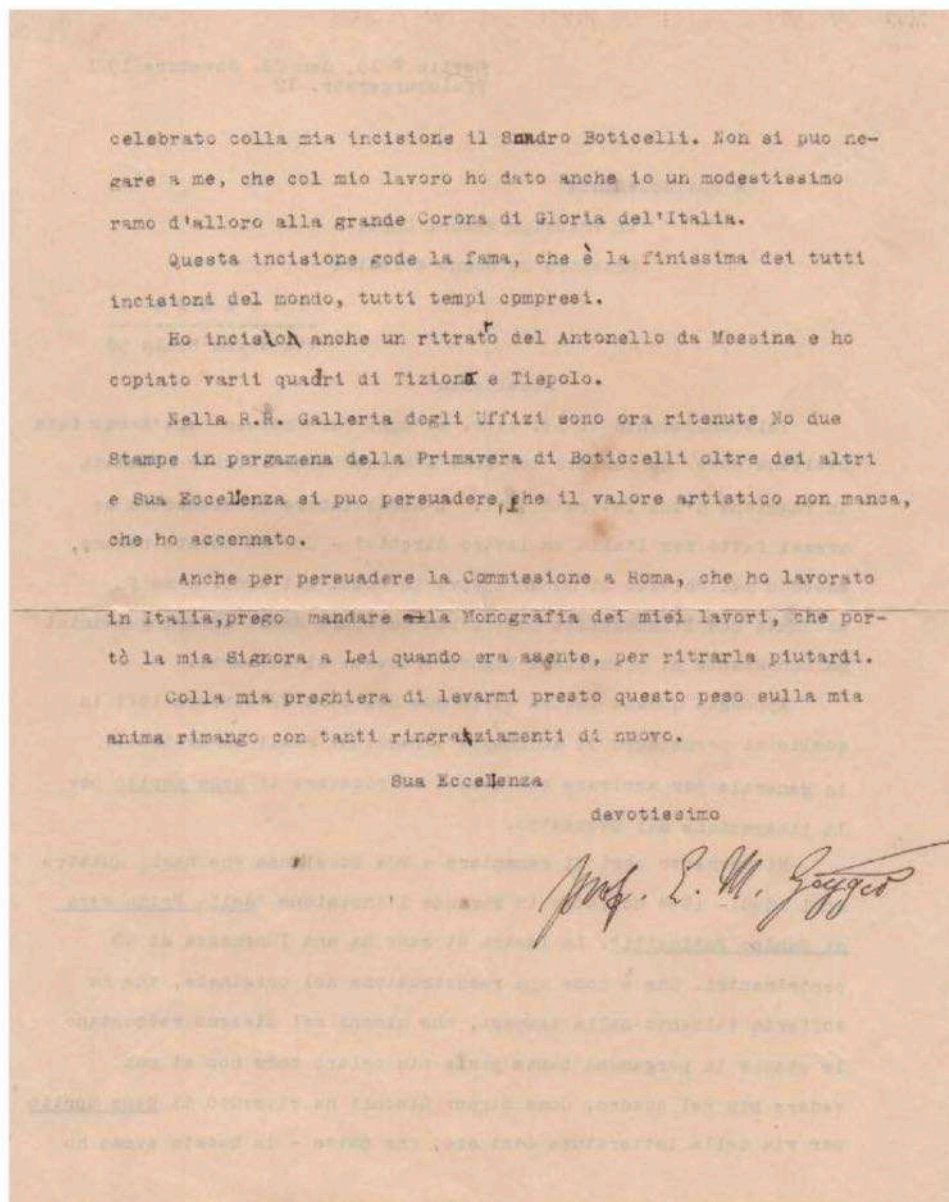 celebrato colla mia incisione il Snadro Boticelli. Non si puo ne-
gare a me, che col mio lavoro ho dato anche io un modestissimo
ramo d'alloro alla grande Corona di Gloria del'Italia.
Questa incisione gode la fama, che è la finissima dei tutti
incisioni del mondo, tutti tempi compresi.
Ho inciso anche un ritratr del Antonello da Messina e ho
copiato varii quadri di Tiziona e Tiepolo.
Nella R.R. Galleria degli Uffizi sono ora ritenute No due
Stampe in pergamena della Primavera di Boticcelli oltre dei altri
e Sua Eccellenza si puo persuadere, che il valore artistico non manca,
che ho accennato.
Anche per persuadere la Commissione a Roma, che ho lavorato
in Italia,prego mandare la Monografia dei miei lavori, che por-
tò la mia Signora a Lei quando era asente, per ritrarla piutardi.
Colla mia preghiera di levarmi presto questo peso sulla mia
anima rimango con tanti ringraziamenti di nuovo.
Sua Eccellenza
devotissimo
prof. E. M. Geyger